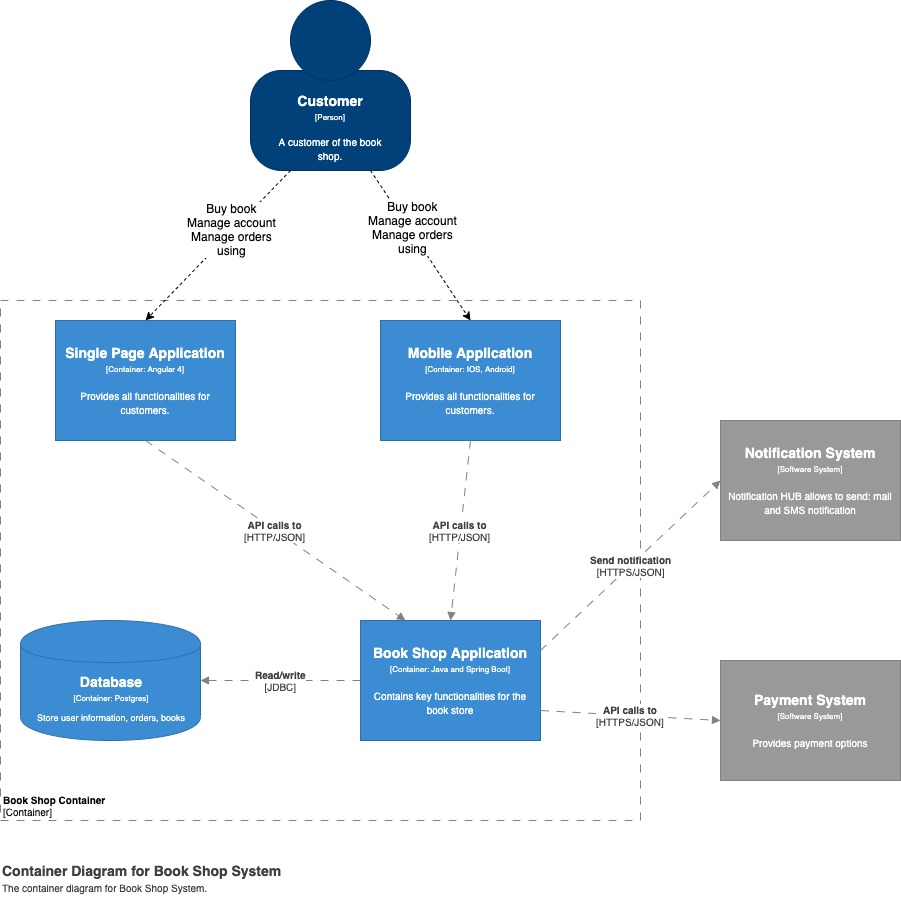 Customer
[Person]
A customer of the book
shop.
Buy book
Manage account
Manage orders
using
Buy book
Manage account
Manage orders
using
Single Page Application
[Container: Angular 4]
Provides all functionalities for
customers.
Mobile Application
[Container: IOS, Android]
Provides all functionalities for
customers.
Notification System
[Software System]
Notification HUB allows to send: mail
and SMS notification
API calls to
[HTTP/JSON]
API calls to
[HTTP/JSON]
Send notification
[HTTPS/JSON]
Database
[Container: Postgres]
Store user information, orders, books
Read/write
[JDBC]
Book Shop Application
[Container: Java and Spring Boot]
Contains key functionalities for the
book store
API calls to
[HTTPS/JSON]
Payment System
[Software System]
Provides payment options
Book Shop Container
[Container]
Container Diagram for Book Shop System
The container diagram for Book Shop System.